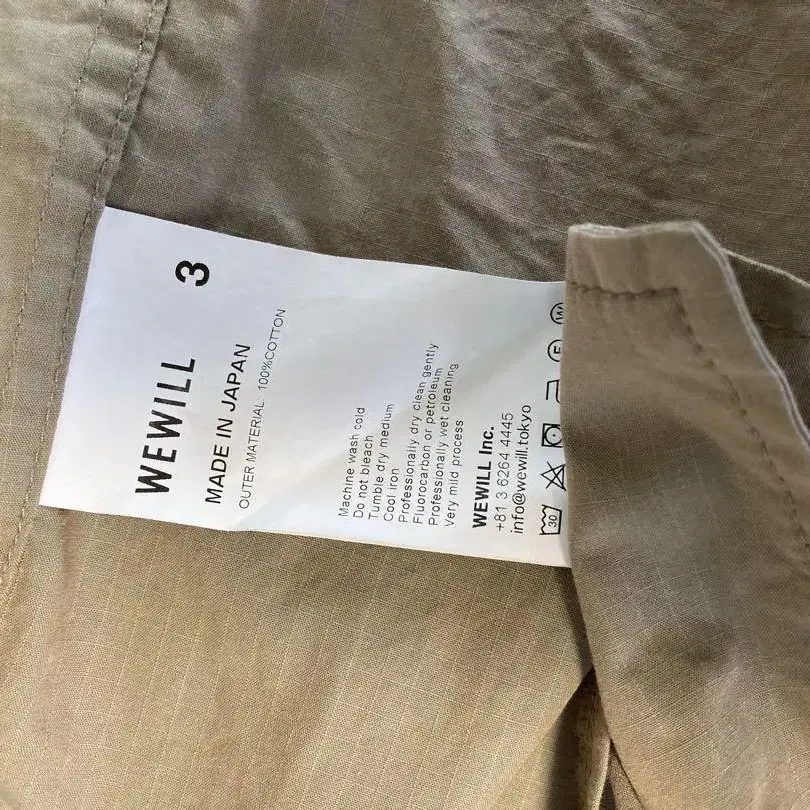 WEWILL 3
MADE IN JAPAN
OUTER MATERIAL: 100%COTTON
Machine wash cold
Do not bleach
Tumble dry medium
Cool iron
Professionally dry clean gently
Fluorocarbon or petroleum
Professionally wet cleaning
Very mild process
WEWILL Inc.
+81 3 6264 4445
info@wewill.tokyo
30 F W